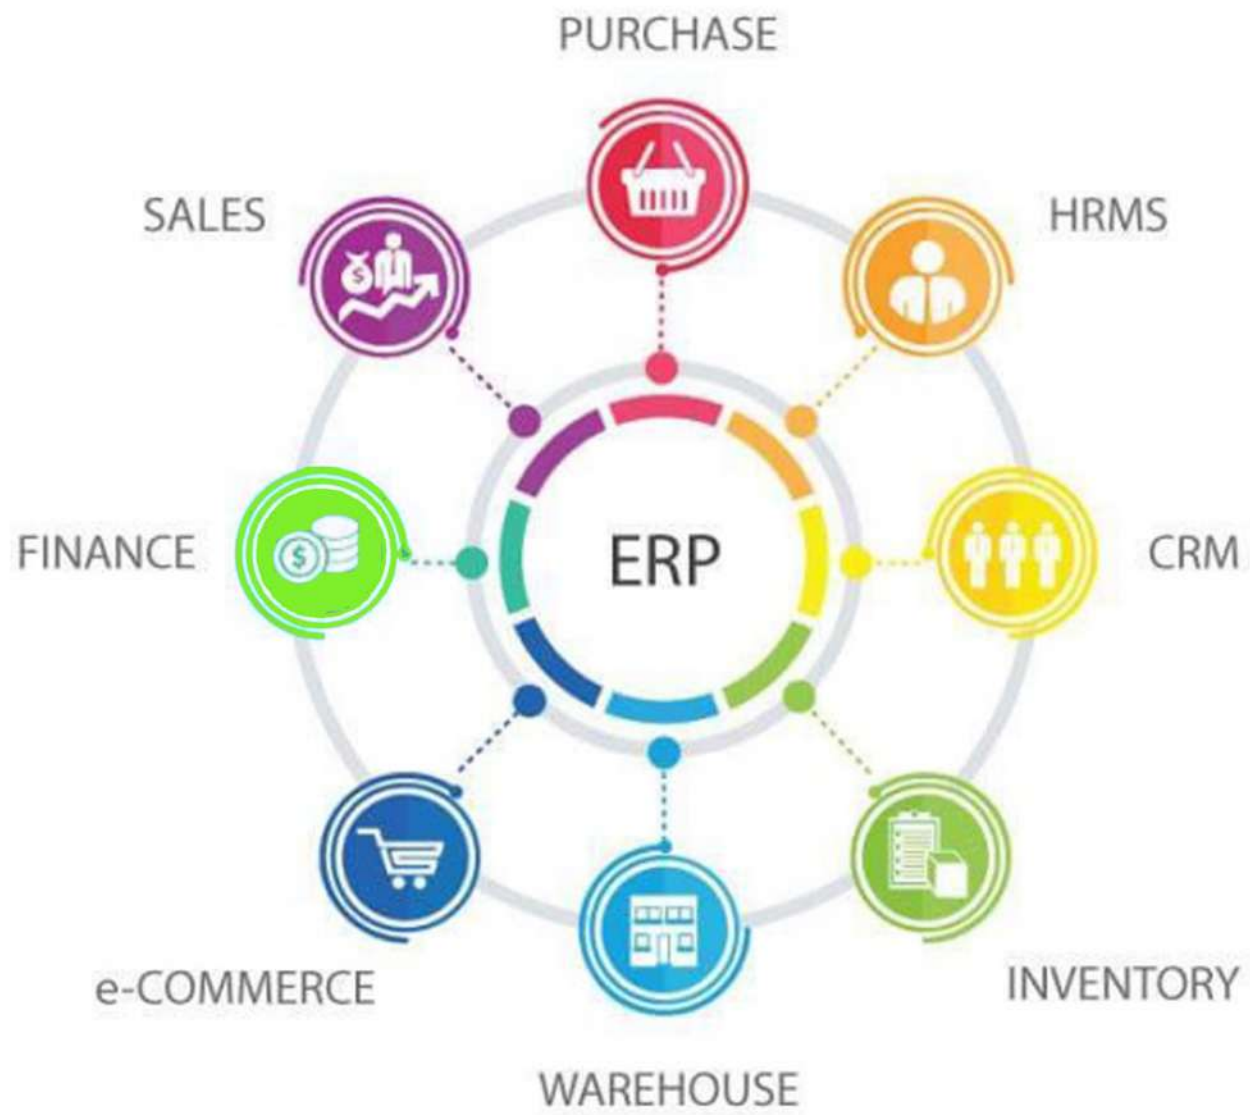 PURCHASE
SALES
HRMS
FINANCE
$
$
ERP
CRM
e-COMMERCE
INVENTORY
WAREHOUSE